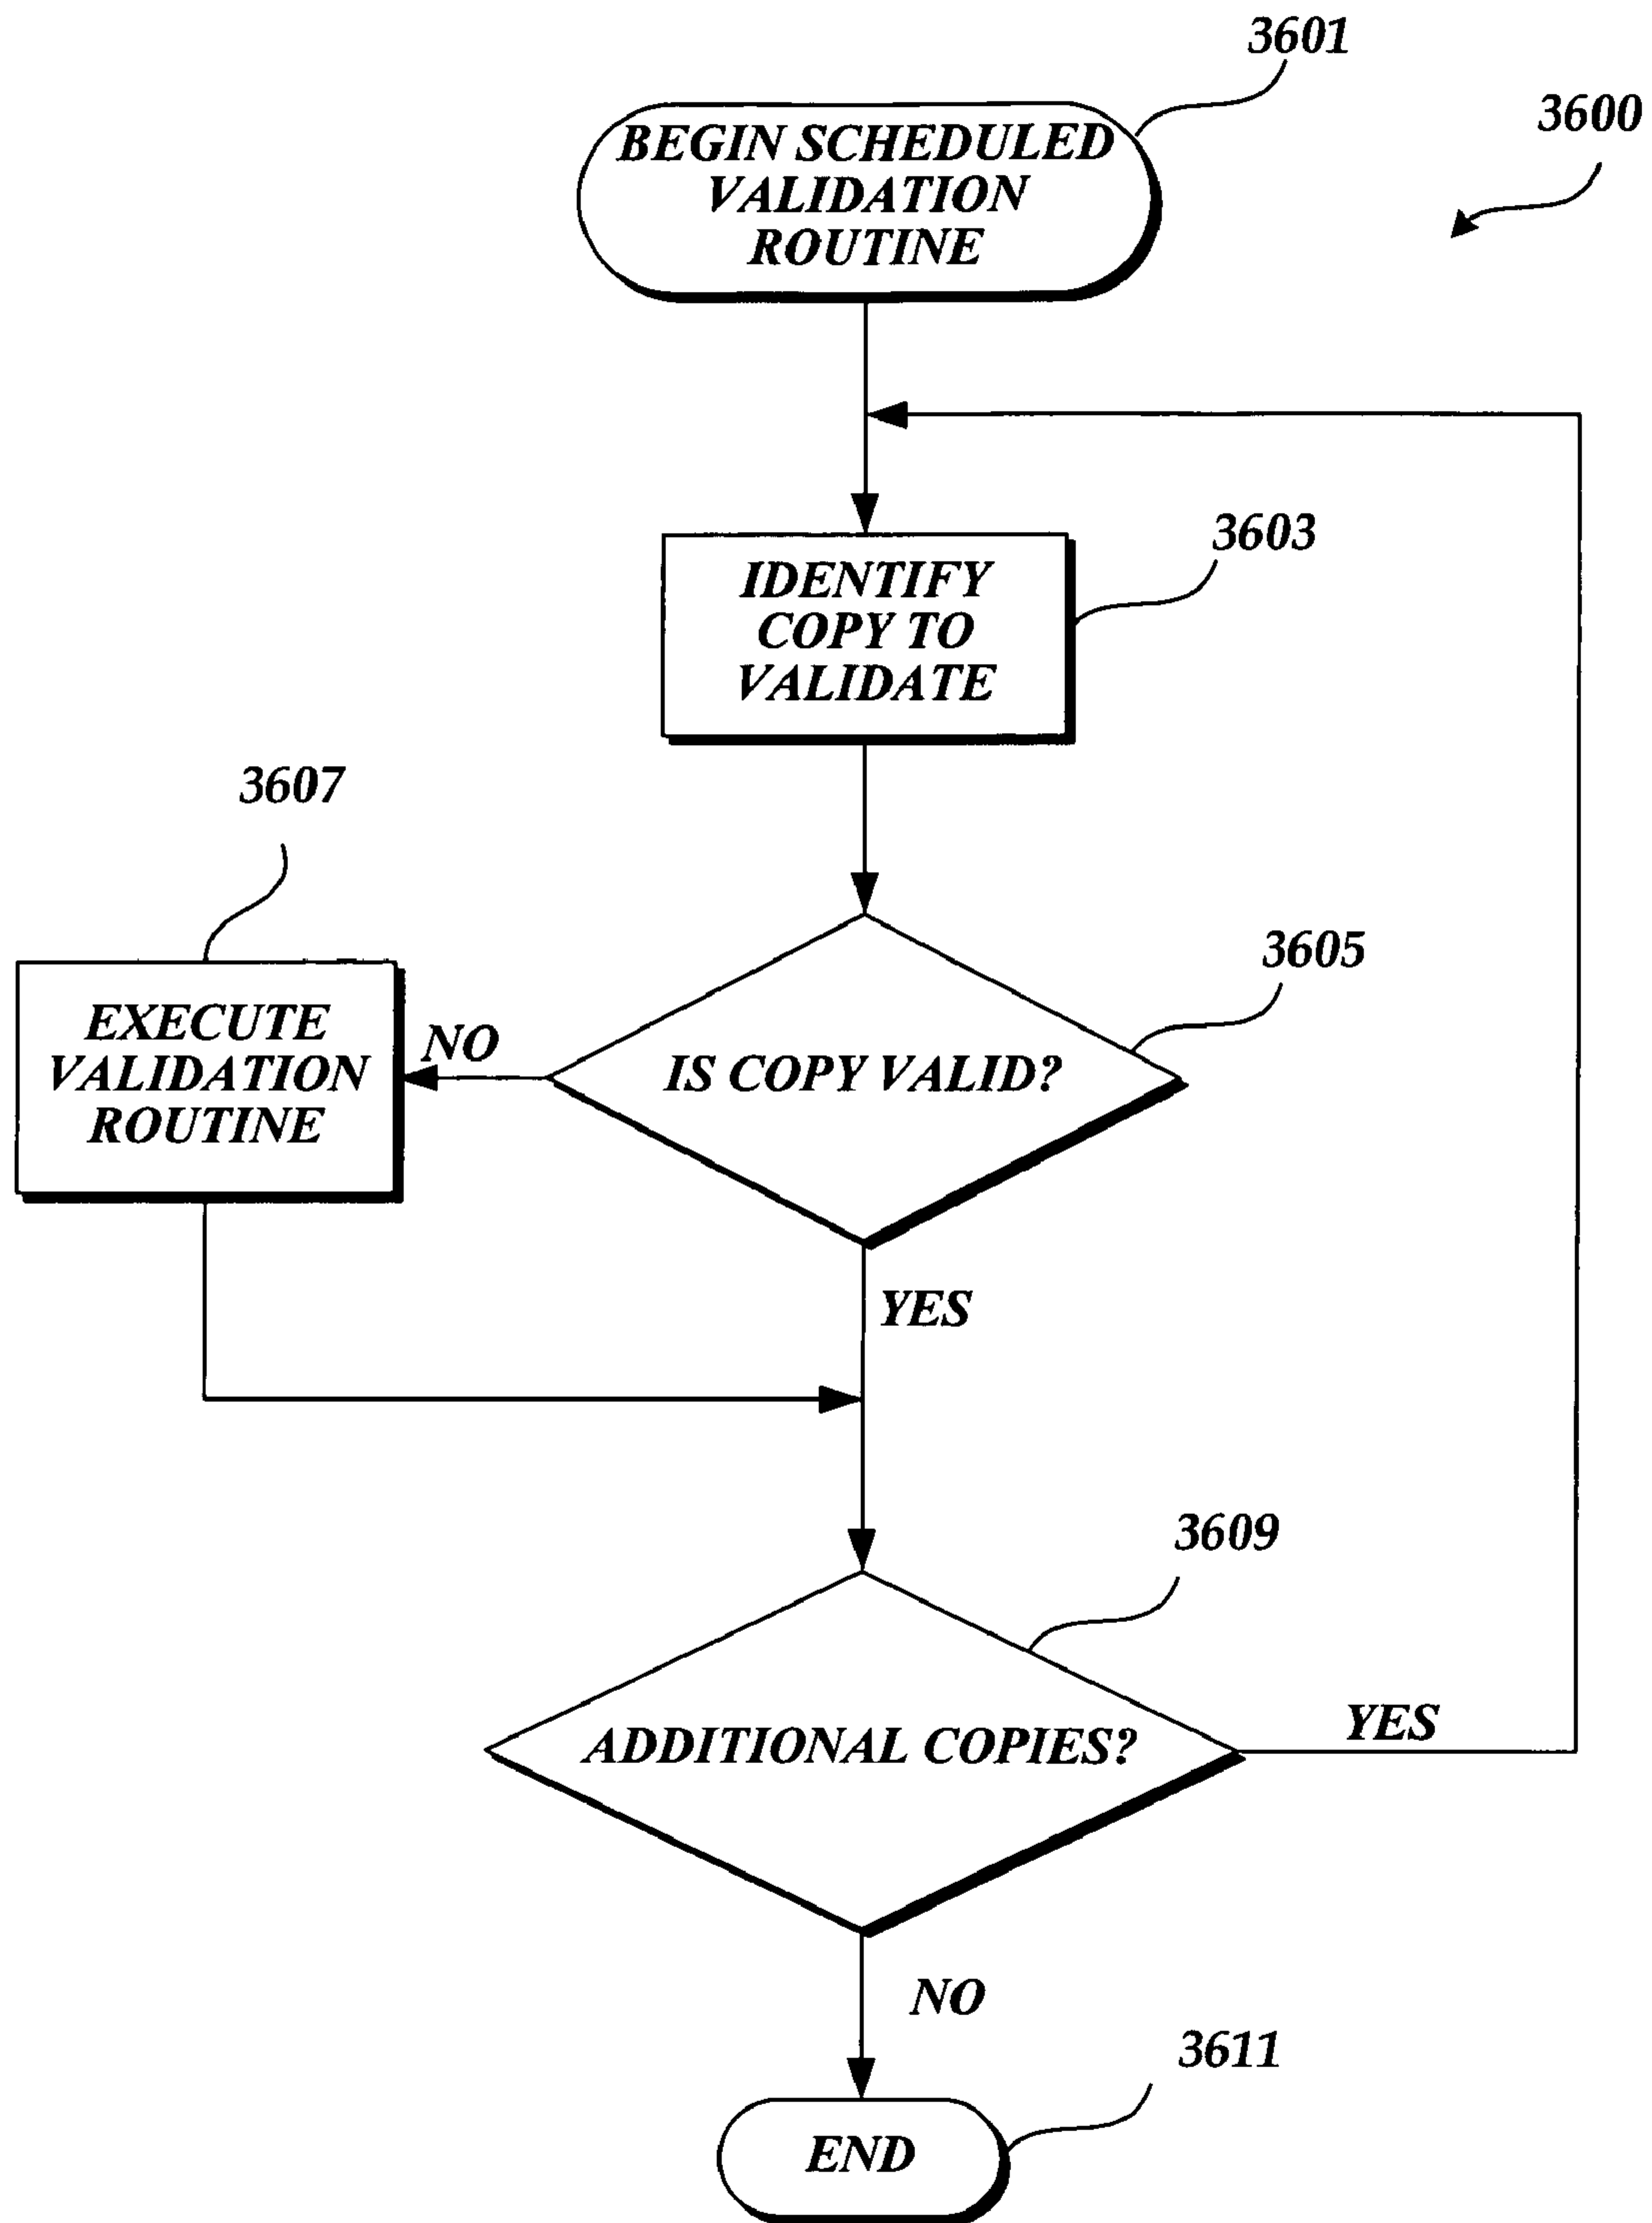 3601
3600
BEGIN SCHEDULED
VALIDATION
ROUTINE
3603
IDENTIFY
COPY TO
VALIDATE
3607
3605
EXECUTE
VALIDATION
ROUTINE
NO
IS COPY VALID?
YES
3609
ADDITIONAL COPIES?
YES
NO
3611
END